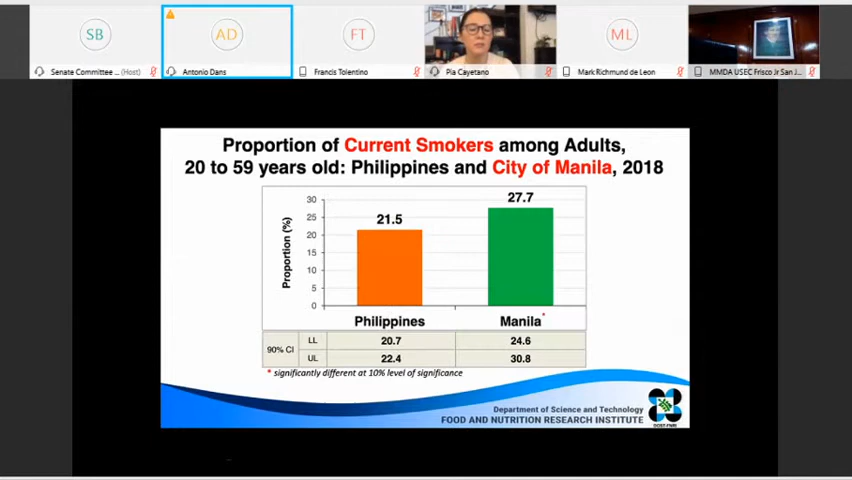 SB
AD
FT
ML
Senate Committee ... (Host)
Antonio Dans
Francis Tolentino
Pia Cayetano
Mark Richmund de Leon
MMDA USEC Frisco Jr San J...
Proportion of Current Smokers among Adults,
20 to 59 years old: Philippines and City of Manila, 2018
Proportion (%)
30
25
20
15
10
5
0
21.5
27.7
Philippines
Manila*
90% CI
LL
20.7
24.6
UL
22.4
30.8
* significantly different at 10% level of significance
Department of Science and Technology
FOOD AND NUTRITION RESEARCH INSTITUTE
DOST-FNRI